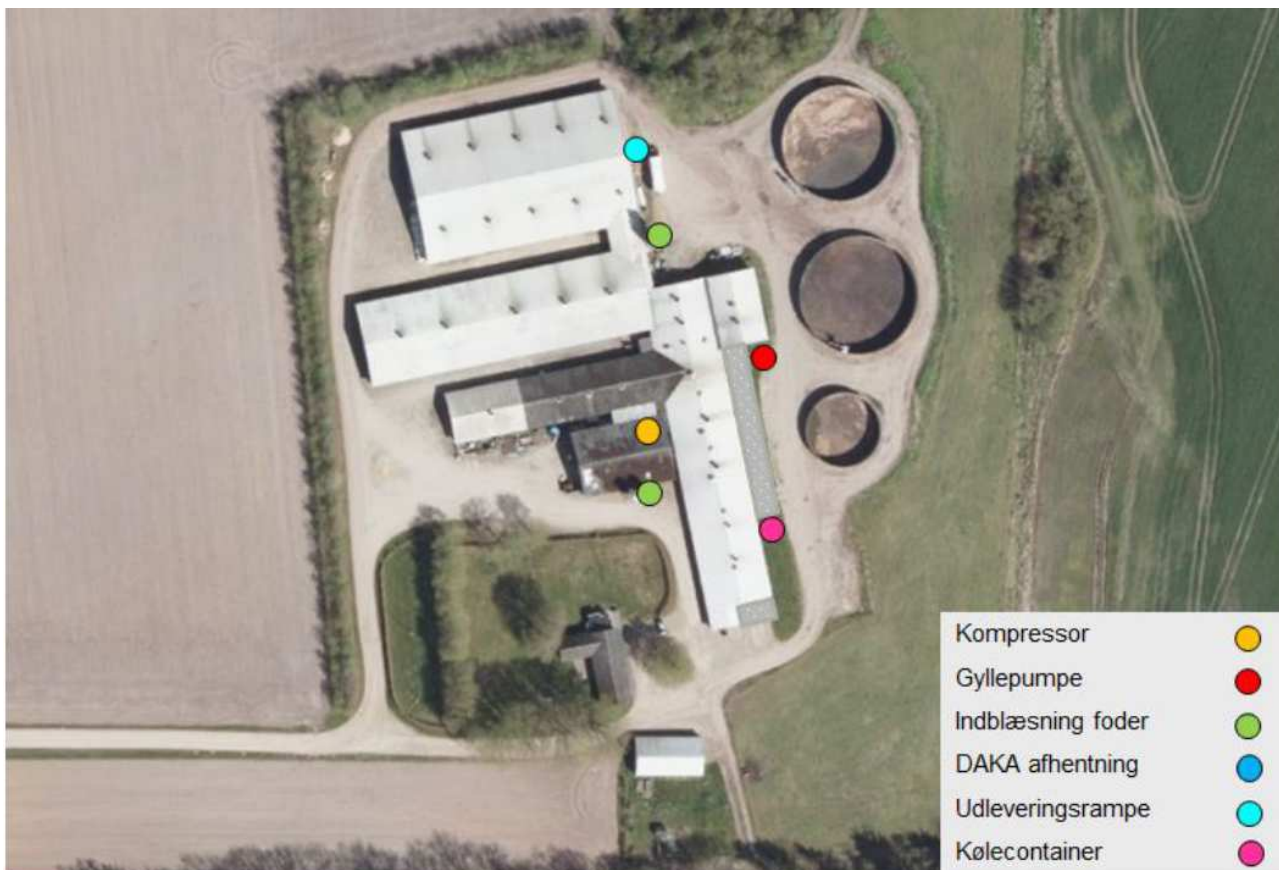 Kompressor
Gyllepumpe
Indblæsning foder
DAKA afhentning
Udleveringsrampe
Kølecontainer